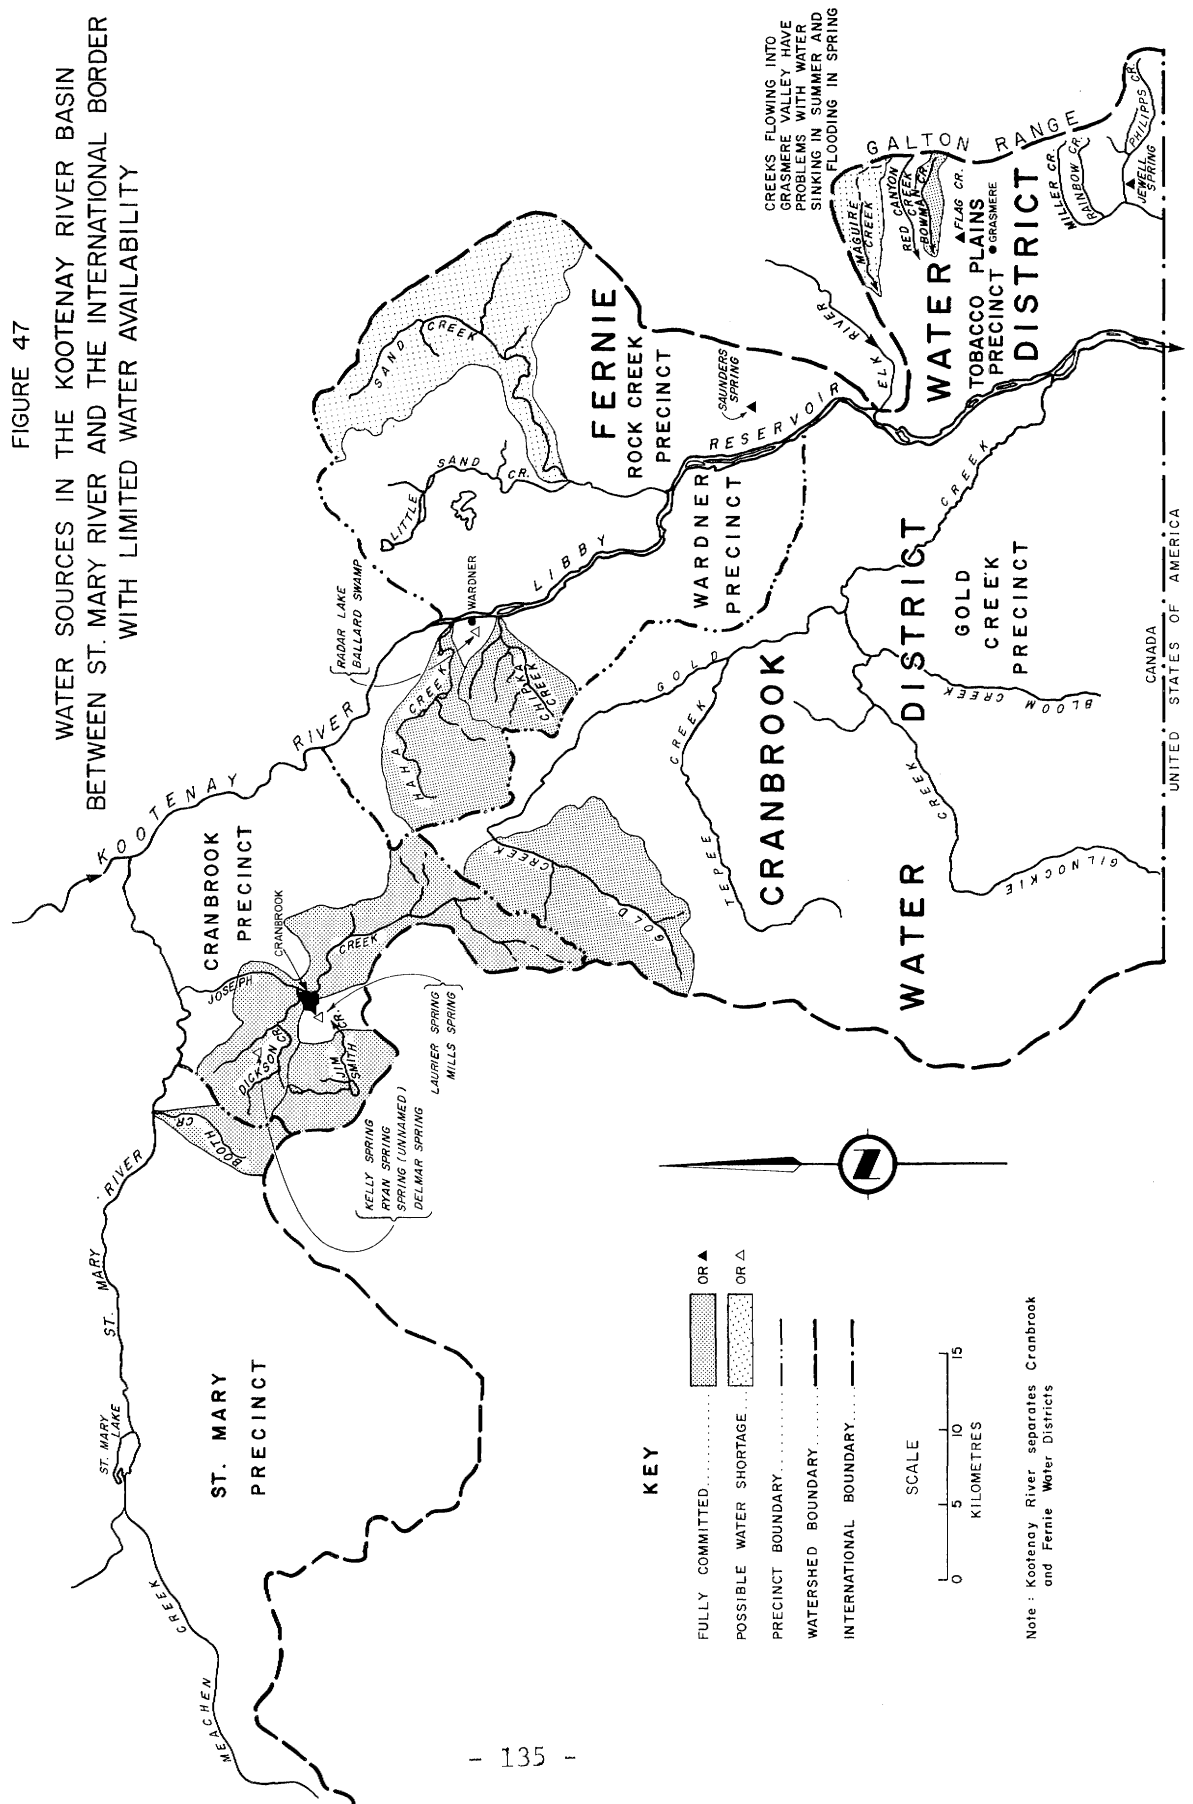 FIGURE 47
WATER SOURCES IN THE KOOTENAY RIVER BASIN
BETWEEN ST. MARY RIVER AND THE INTERNATIONAL BORDER
WITH LIMITED WATER AVAILABILITY
CREEKS FLOWING INTO
GRASMERE VALLEY HAVE
PROBLEMS WITH WATER
SINKING IN SUMMER AND
FLOODING IN SPRING
KOOTENAY
RIVER
CRANBROOK
PRECINCT
CRANBROOK
JOSEPH
CREEK
DICKSON CR.
JIM
SMITH
CR.
BOOTH
CR.
ST. MARY
RIVER
ST. MARY
LAKE
MEACHEN
CREEK
ST. MARY
PRECINCT
KELLY SPRING
RYAN SPRING
SPRING (UNNAMED)
DELMAR SPRING
LAURIER SPRING
MILLS SPRING
RADAR LAKE
BALLARD SWAMP
WARDNER
HAHA
CREEK
CHIPKA
CREEK
LITTLE
SAND
CR.
SAND
CREEK
FERNIE
ROCK CREEK
PRECINCT
LIBBY
RESERVOIR
SAUNDERS
SPRING
ELK RIVER
WARDNER
PRECINCT
WATER
TOBACCO PLAINS
PRECINCT
DISTRICT
GRASMERE
FLAG CR.
MAGUIRE
CREEK
RED CANYON
CREEK
RED CR.
BOWMAN CR.
GALTON RANGE
MILLER CR.
RAINBOW CR.
PHILIPPS CR.
JEWELL
SPRING
GOLD
CREEK
GOLD
CREEK
TEPEE
CREEK
CRANBROOK
WATER DISTRICT
GOLD
CREEK
PRECINCT
BLOOM CREEK
GILNOCKIE
CREEK
CANADA
UNITED STATES OF AMERICA
KEY
FULLY COMMITTED.......... OR ▲
POSSIBLE WATER SHORTAGE... OR △
PRECINCT BOUNDARY........
WATERSHED BOUNDARY.......
INTERNATIONAL BOUNDARY....
SCALE
0 5 10 15
KILOMETRES
Note : Kootenay River separates Cranbrook
and Fernie Water Districts
- 135 -